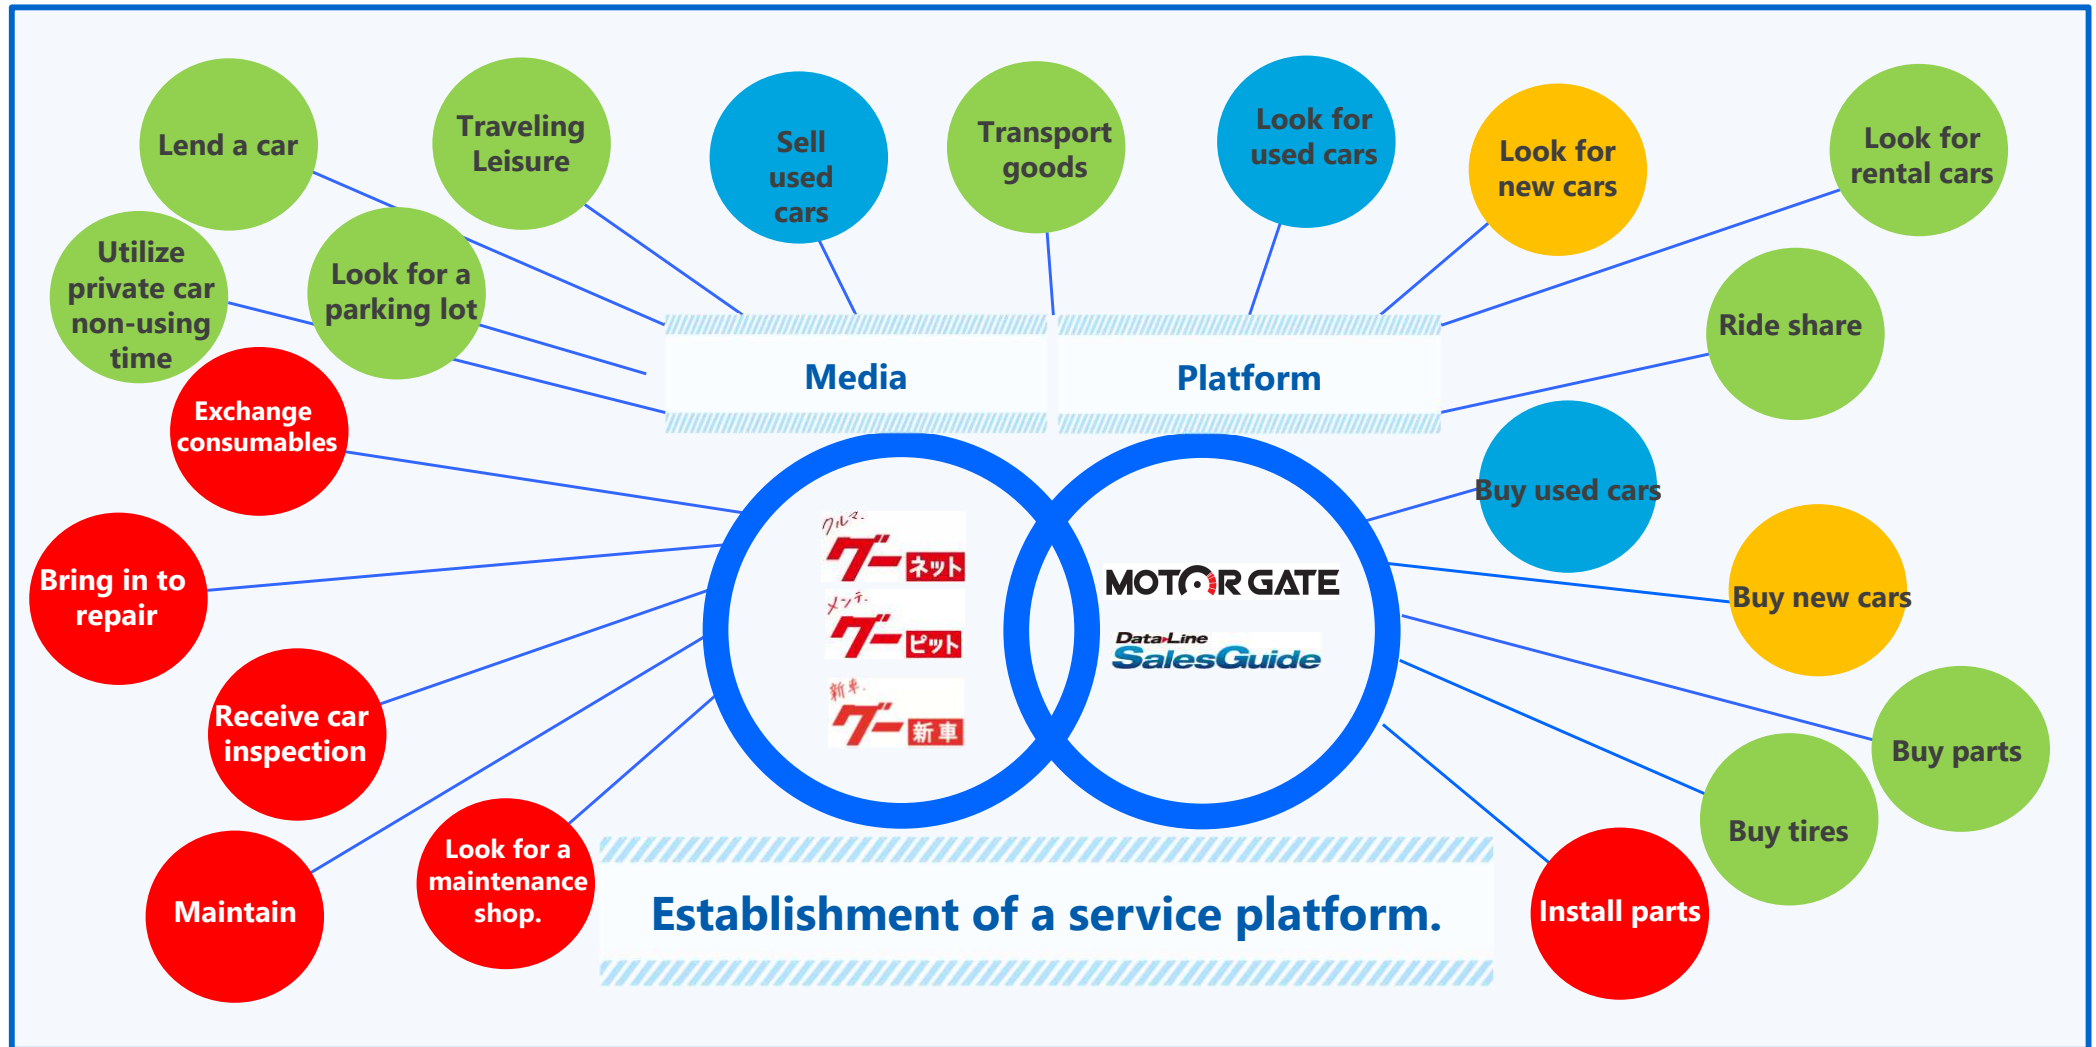 Lend a car
Traveling
Leisure
Sell
used
cars
Transport
goods
Look for
used cars
Look for
new cars
Look for
rental cars
Utilize
private car
non-using
time
Look for a
parking lot
Ride share
Media
Platform
Exchange
consumables
Buy used cars
Bring in to
repair
クルマ.
グーネット
メンテ.
グーピット
新車.
グー新車
MOTOR GATE
Data Line
SalesGuide
Buy new cars
Receive car
inspection
Buy parts
Buy tires
Maintain
Look for a
maintenance
shop.
Establishment of a service platform.
Install parts